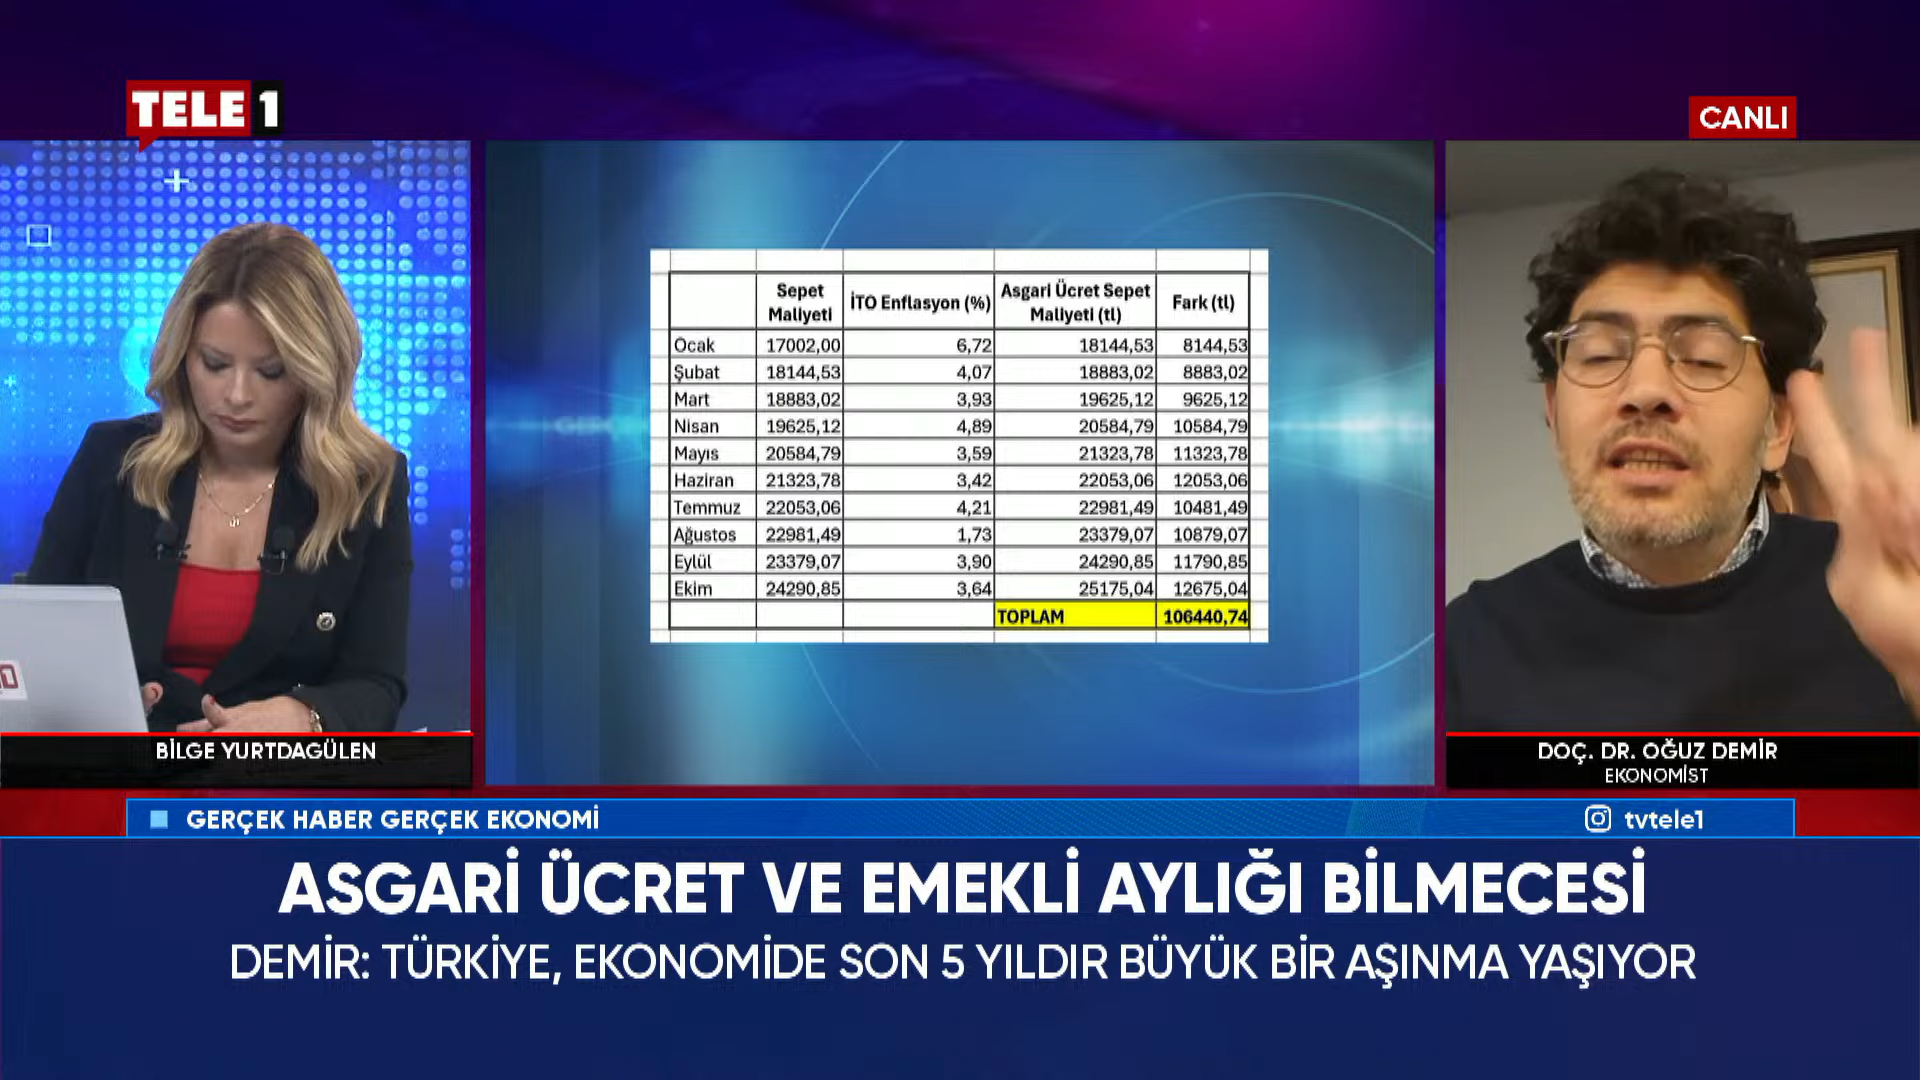 TELE 1
CANLI
Sepet Maliyeti İTO Enflasyon (%) Asgari Ücret Sepet Maliyeti (tl) Fark (tl)
Ocak 17002,00 6,72 18144,53 8144,53
Şubat 18144,53 4,07 18883,02 8883,02
Mart 18883,02 3,93 19625,12 9625,12
Nisan 19625,12 4,89 20584,79 10584,79
Mayıs 20584,79 3,59 21323,78 11323,78
Haziran 21323,78 3,42 22053,06 12053,06
Temmuz 22053,06 4,21 22981,49 10481,49
Ağustos 22981,49 1,73 23379,07 10879,07
Eylül 23379,07 3,90 24290,85 11790,85
Ekim 24290,85 3,64 25175,04 12675,04
TOPLAM 106440,74
BİLGE YURTDAGÜLEN
DOÇ. DR. OĞUZ DEMİR
EKONOMİST
GERÇEK HABER GERÇEK EKONOMİ
tvtele1
ASGARİ ÜCRET VE EMEKLİ AYLIĞI BİLMECESİ
DEMİR: TÜRKİYE, EKONOMİDE SON 5 YILDIR BÜYÜK BİR AŞINMA YAŞIYOR